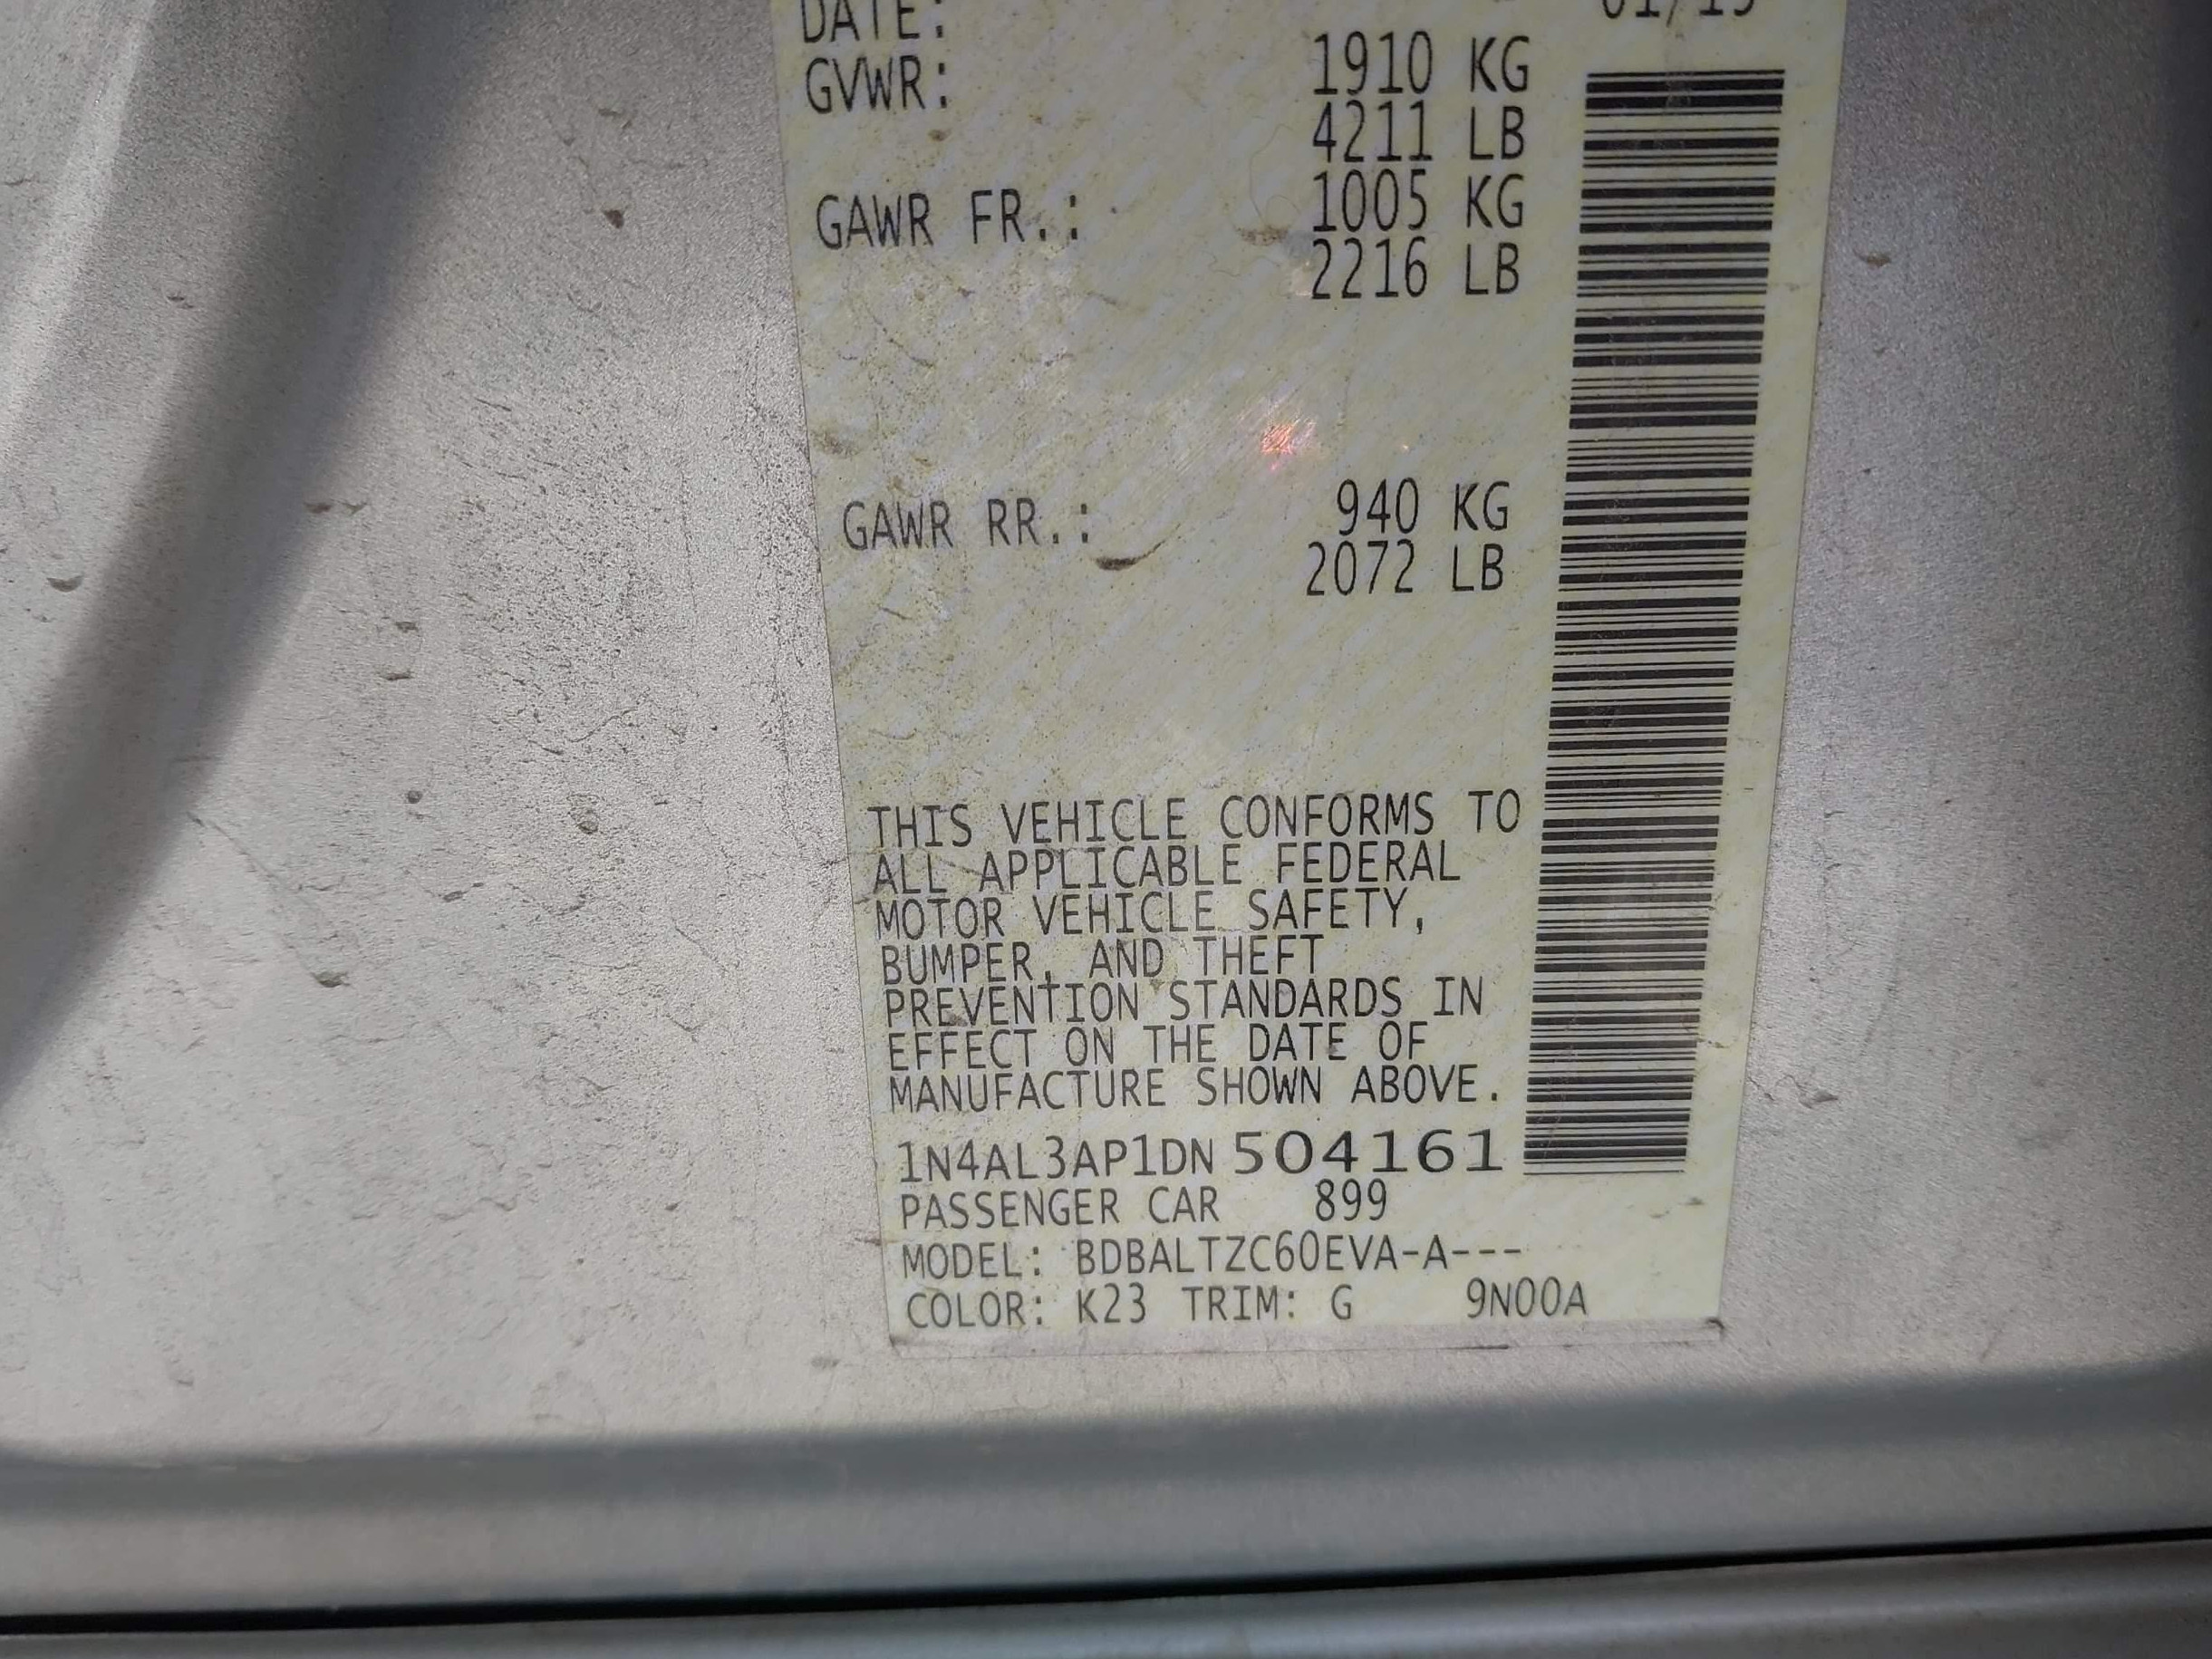 DATE:
GVWR: 1910 KG
4211 LB
GAWR FR.: 1005 KG
2216 LB
GAWR RR.: 940 KG
2072 LB
THIS VEHICLE CONFORMS TO
ALL APPLICABLE FEDERAL
MOTOR VEHICLE SAFETY,
BUMPER, AND THEFT
PREVENTION STANDARDS IN
EFFECT ON THE DATE OF
MANUFACTURE SHOWN ABOVE.
1N4AL3AP1DN504161
PASSENGER CAR 899
MODEL: BDBALTZC60EVA-A---
COLOR: K23 TRIM: G 9N00A